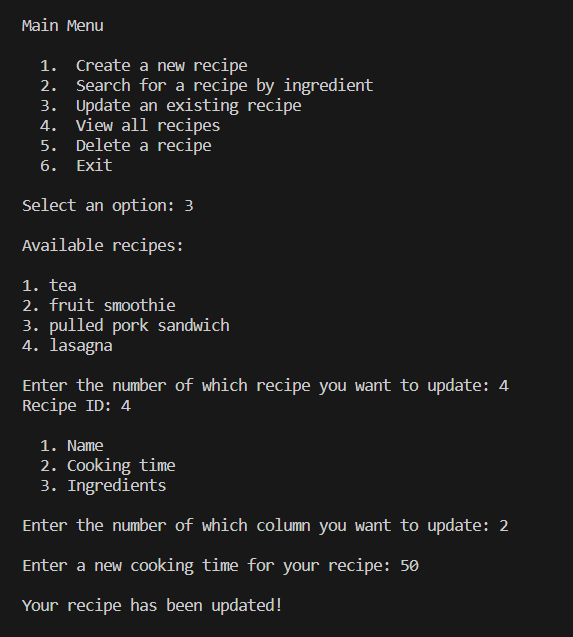 Main Menu
1. Create a new recipe
2. Search for a recipe by ingredient
3. Update an existing recipe
4. View all recipes
5. Delete a recipe
6. Exit
Select an option: 3
Available recipes:
1. tea
2. fruit smoothie
3. pulled pork sandwich
4. lasagna
Enter the number of which recipe you want to update: 4
Recipe ID: 4
1. Name
2. Cooking time
3. Ingredients
Enter the number of which column you want to update: 2
Enter a new cooking time for your recipe: 50
Your recipe has been updated!